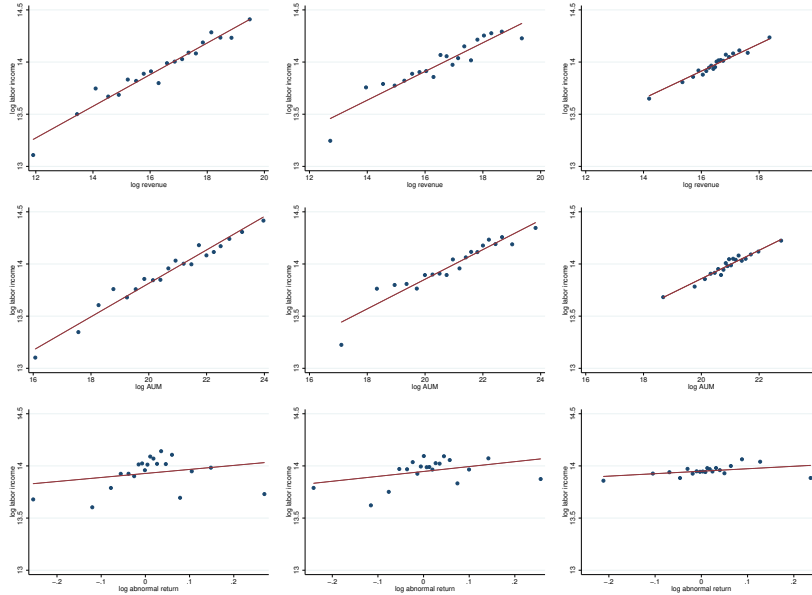 14.5
14
13.5
13
log labor income
12 14 16 18 20
log revenue
14.5
14
13.5
13
log labor income
12 14 16 18 20
log revenue
14.5
14
13.5
13
log labor income
12 14 16 18
log revenue
14.5
14
13.5
13
log labor income
16 18 20 22 24
log AUM
14.5
14
13.5
13
log labor income
16 18 20 22 24
log AUM
14.5
14
13.5
13
log labor income
16 18 20 22
log AUM
14.5
14
13.5
13
log labor income
-.2 -.1 0 .1 .2
log abnormal return
14.5
14
13.5
13
log labor income
-.2 -.1 0 .1 .2
log abnormal return
14.5
14
13.5
13
log labor income
-.2 -.1 0 .1 .2
log abnormal return